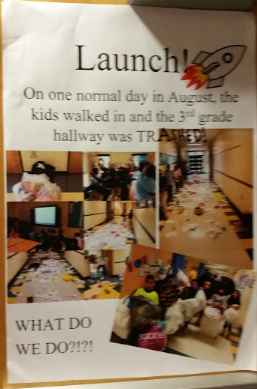 Launch!
On one normal day in August, the
kids walked in and the 3rd grade
hallway was TRASHED!
WHAT DO
WE DO?!?!